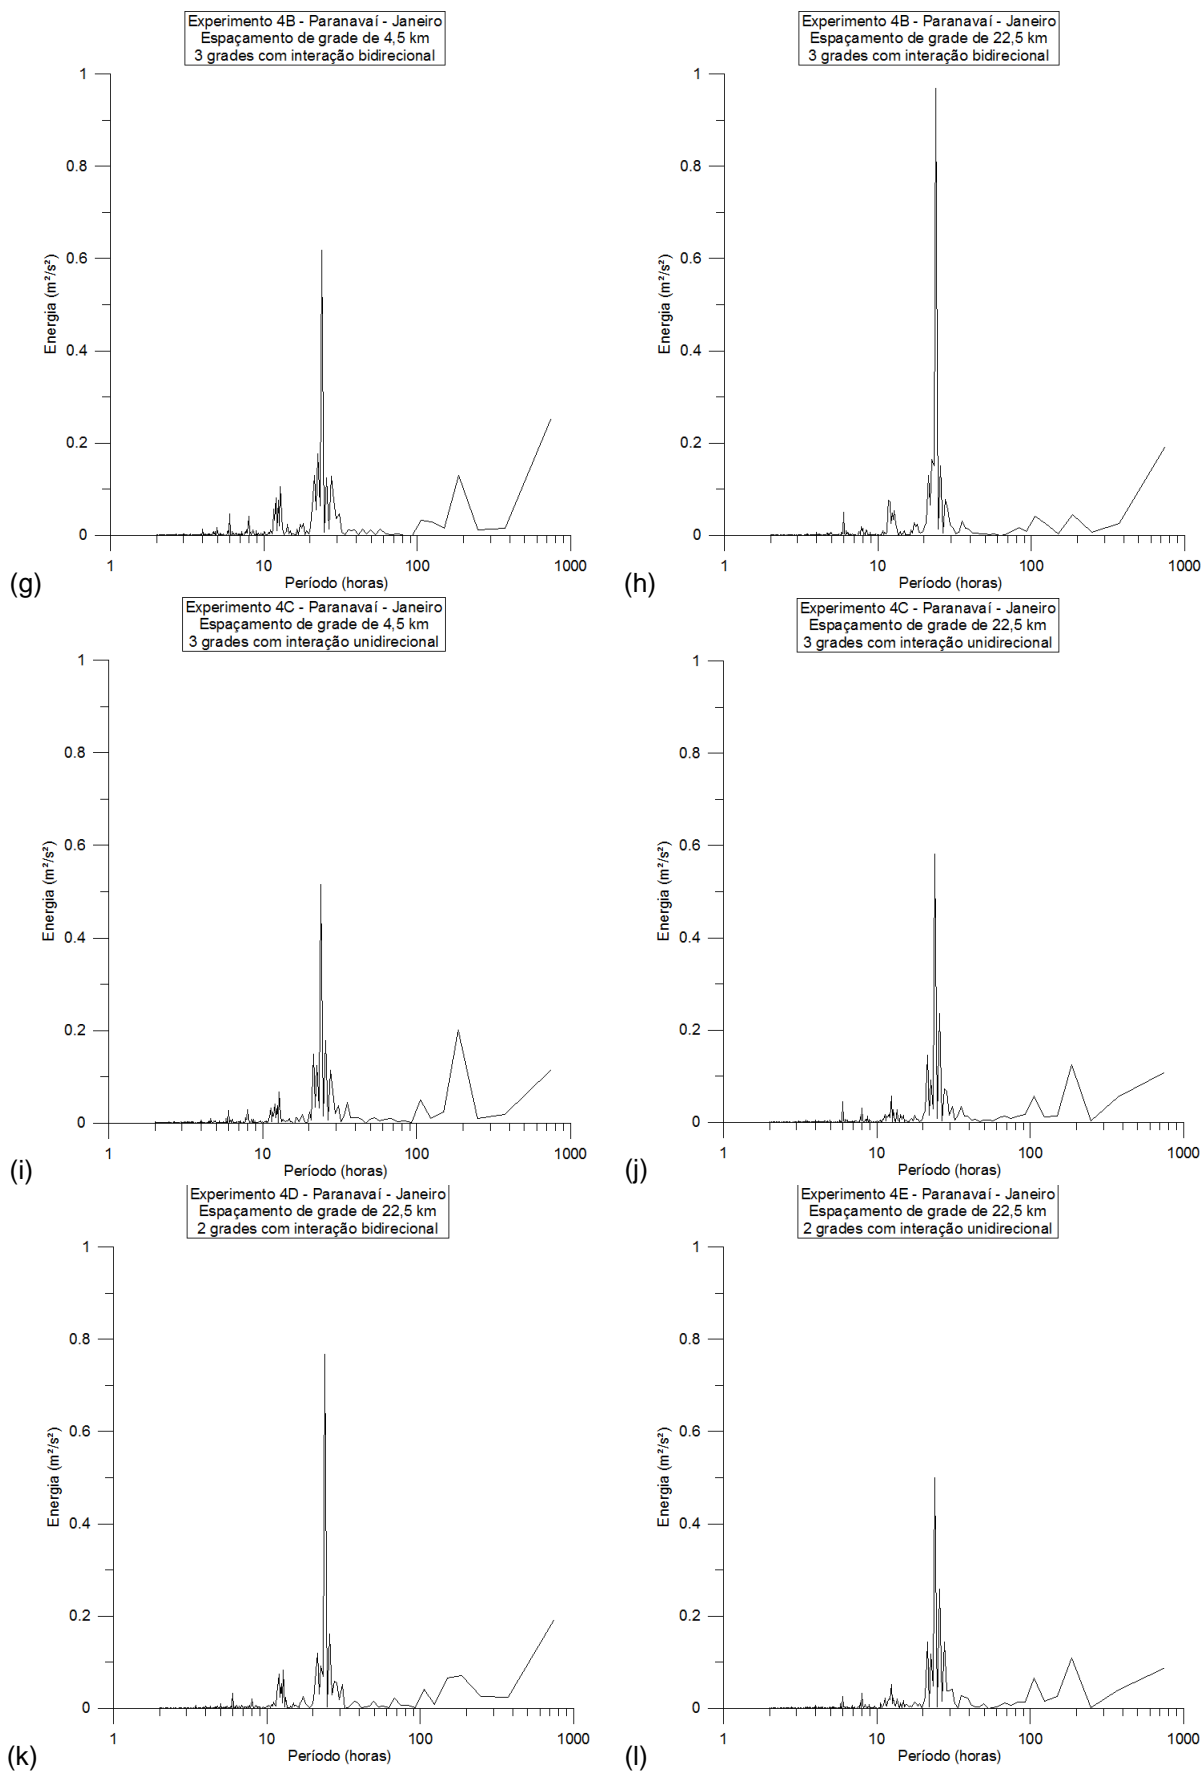 Experimento 4B - Paranavaí - Janeiro
Espaçamento de grade de 4,5 km
3 grades com interação bidirecional
1
0.8
0.6
0.4
0.2
0
Energia (m²/s²)
1 10 100 1000
Período (horas)
(g)
Experimento 4B - Paranavaí - Janeiro
Espaçamento de grade de 22,5 km
3 grades com interação bidirecional
1
0.8
0.6
0.4
0.2
0
Energia (m²/s²)
1 10 100 1000
Período (horas)
(h)
Experimento 4C - Paranavaí - Janeiro
Espaçamento de grade de 4,5 km
3 grades com interação unidirecional
1
0.8
0.6
0.4
0.2
0
Energia (m²/s²)
1 10 100 1000
Período (horas)
(i)
Experimento 4C - Paranavaí - Janeiro
Espaçamento de grade de 22,5 km
3 grades com interação unidirecional
1
0.8
0.6
0.4
0.2
0
Energia (m²/s²)
1 10 100 1000
Período (horas)
(j)
Experimento 4D - Paranavaí - Janeiro
Espaçamento de grade de 22,5 km
2 grades com interação bidirecional
1
0.8
0.6
0.4
0.2
0
Energia (m²/s²)
1 10 100 1000
Período (horas)
(k)
Experimento 4E - Paranavaí - Janeiro
Espaçamento de grade de 22,5 km
2 grades com interação unidirecional
1
0.8
0.6
0.4
0.2
0
Energia (m²/s²)
1 10 100 1000
Período (horas)
(l)